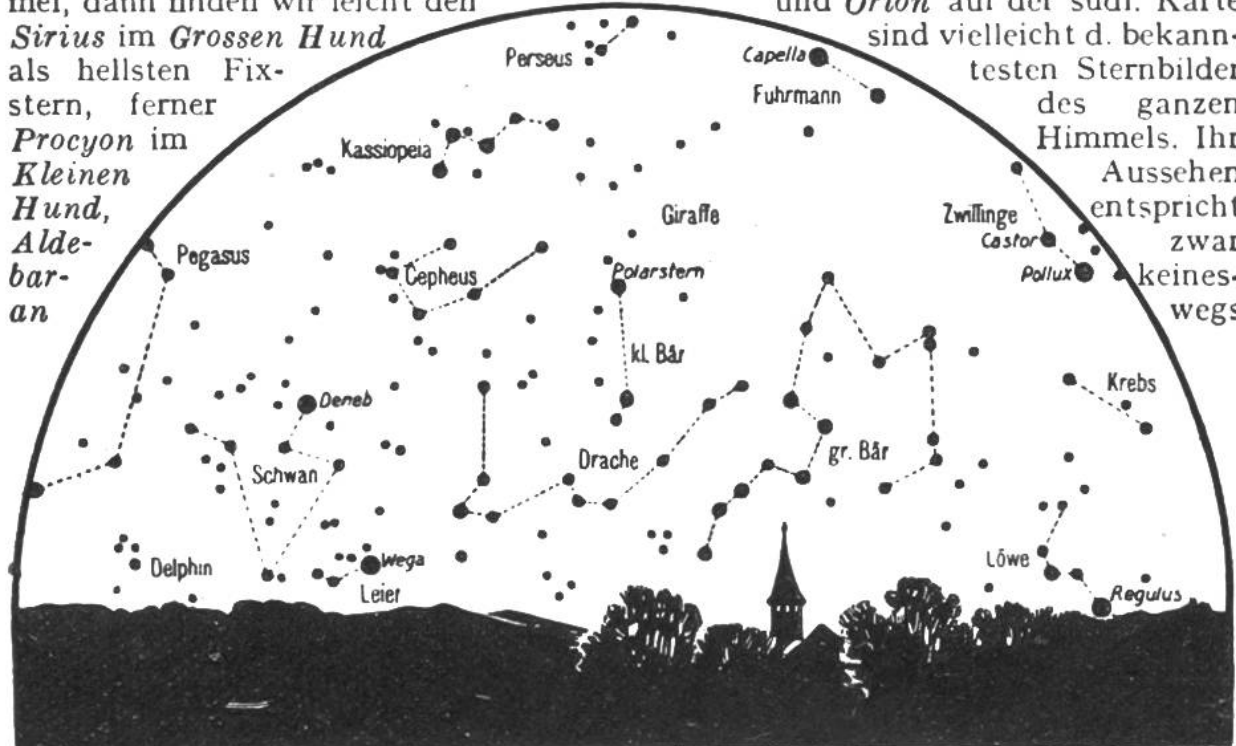 mel, dann finden wir leicht den
Sirius im Grossen Hund
als hellsten Fix-
stern, ferner
Procyon im
Kleinen
Hund,
Alde-
bar-
an
und Orion auf der südl. Karte
sind vielleicht d. bekann-
testen Sternbilder
des ganzen
Himmels. Ihr
Aussehen
entspricht
zwar
keines-
wegs
Perseus
Capella
Fuhrmann
Kassiopeia
Giraffe
Zwillinge
Castor
Pollux
Pegasus
Cepheus
Polarstern
kl. Bär
Krebs
Deneb
Schwan
Drache
gr. Bär
Delphin
Wega
Leier
Löwe
Regulus